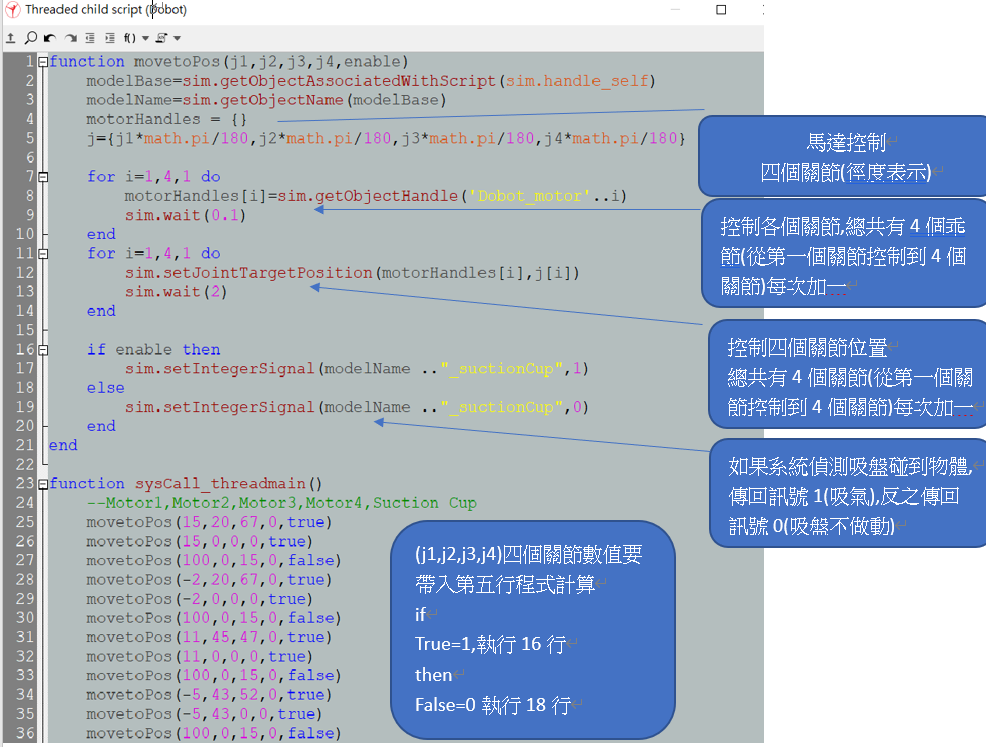 Threaded child script (Dobot)
f()
1 function movetoPos(j1,j2,j3,j4,enable)
2 modelBase=sim.getObjectAssociatedWithScript(sim.handle_self)
3 modelName=sim.getObjectName(modelBase)
4 motorHandles = {}
5 j={j1*math.pi/180,j2*math.pi/180,j3*math.pi/180,j4*math.pi/180}
6
7 for i=1,4,1 do
8 motorHandles[i]=sim.getObjectHandle('Dobot_motor'..i)
9 sim.wait(0.1)
10 end
11 for i=1,4,1 do
12 sim.setJointTargetPosition(motorHandles[i],j[i])
13 sim.wait(2)
14 end
15
16 if enable then
17 sim.setIntegerSignal(modelName .."_suctionCup",1)
18 else
19 sim.setIntegerSignal(modelName .."_suctionCup",0)
20 end
21 end
22
23 function sysCall_threadmain()
24 --Motor1,Motor2,Motor3,Motor4,Suction Cup
25 movetoPos(15,20,67,0,true)
26 movetoPos(15,0,0,0,true)
27 movetoPos(100,0,15,0,false)
28 movetoPos(-2,20,67,0,true)
29 movetoPos(-2,0,0,0,true)
30 movetoPos(100,0,15,0,false)
31 movetoPos(11,45,47,0,true)
32 movetoPos(11,0,0,0,true)
33 movetoPos(100,0,15,0,false)
34 movetoPos(-5,43,52,0,true)
35 movetoPos(-5,43,0,0,true)
36 movetoPos(100,0,15,0,false)
馬達控制
四個關節(徑度表示)
控制各個關節,總共有 4 個乖
節(從第一個關節控制到 4 個
關節)每次加一
控制四個關節位置
總共有 4 個關節(從第一個關
節控制到 4 個關節)每次加一
如果系統偵測吸盤碰到物體,
傳回訊號 1(吸氣),反之傳回
訊號 0(吸盤不做動)
(j1,j2,j3,j4)四個關節數值要
帶入第五行程式計算
if
True=1,執行 16 行
then
False=0 執行 18 行